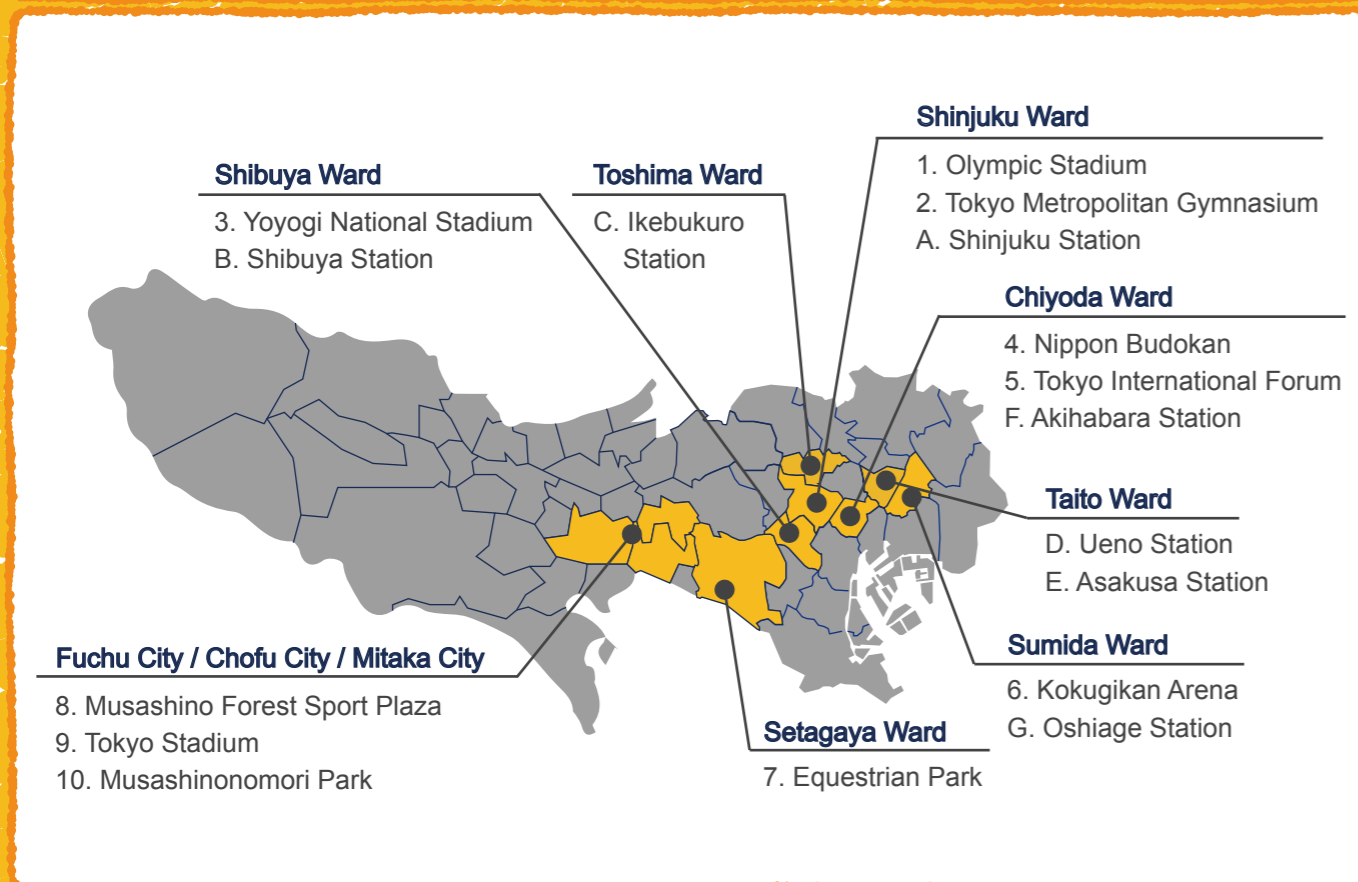 Shinjuku Ward
1. Olympic Stadium
2. Tokyo Metropolitan Gymnasium
A. Shinjuku Station
Shibuya Ward
3. Yoyogi National Stadium
B. Shibuya Station
Toshima Ward
C. Ikebukuro
Station
Chiyoda Ward
4. Nippon Budokan
5. Tokyo International Forum
F. Akihabara Station
Taito Ward
D. Ueno Station
E. Asakusa Station
Sumida Ward
6. Kokugikan Arena
G. Oshiage Station
Fuchu City / Chofu City / Mitaka City
8. Musashino Forest Sport Plaza
9. Tokyo Stadium
10. Musashinonomori Park
Setagaya Ward
7. Equestrian Park